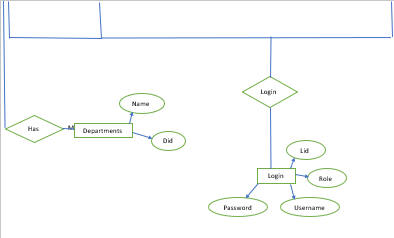 Login
Name
Has
M
Departments
Did
Lid
Login
Role
Password
Username